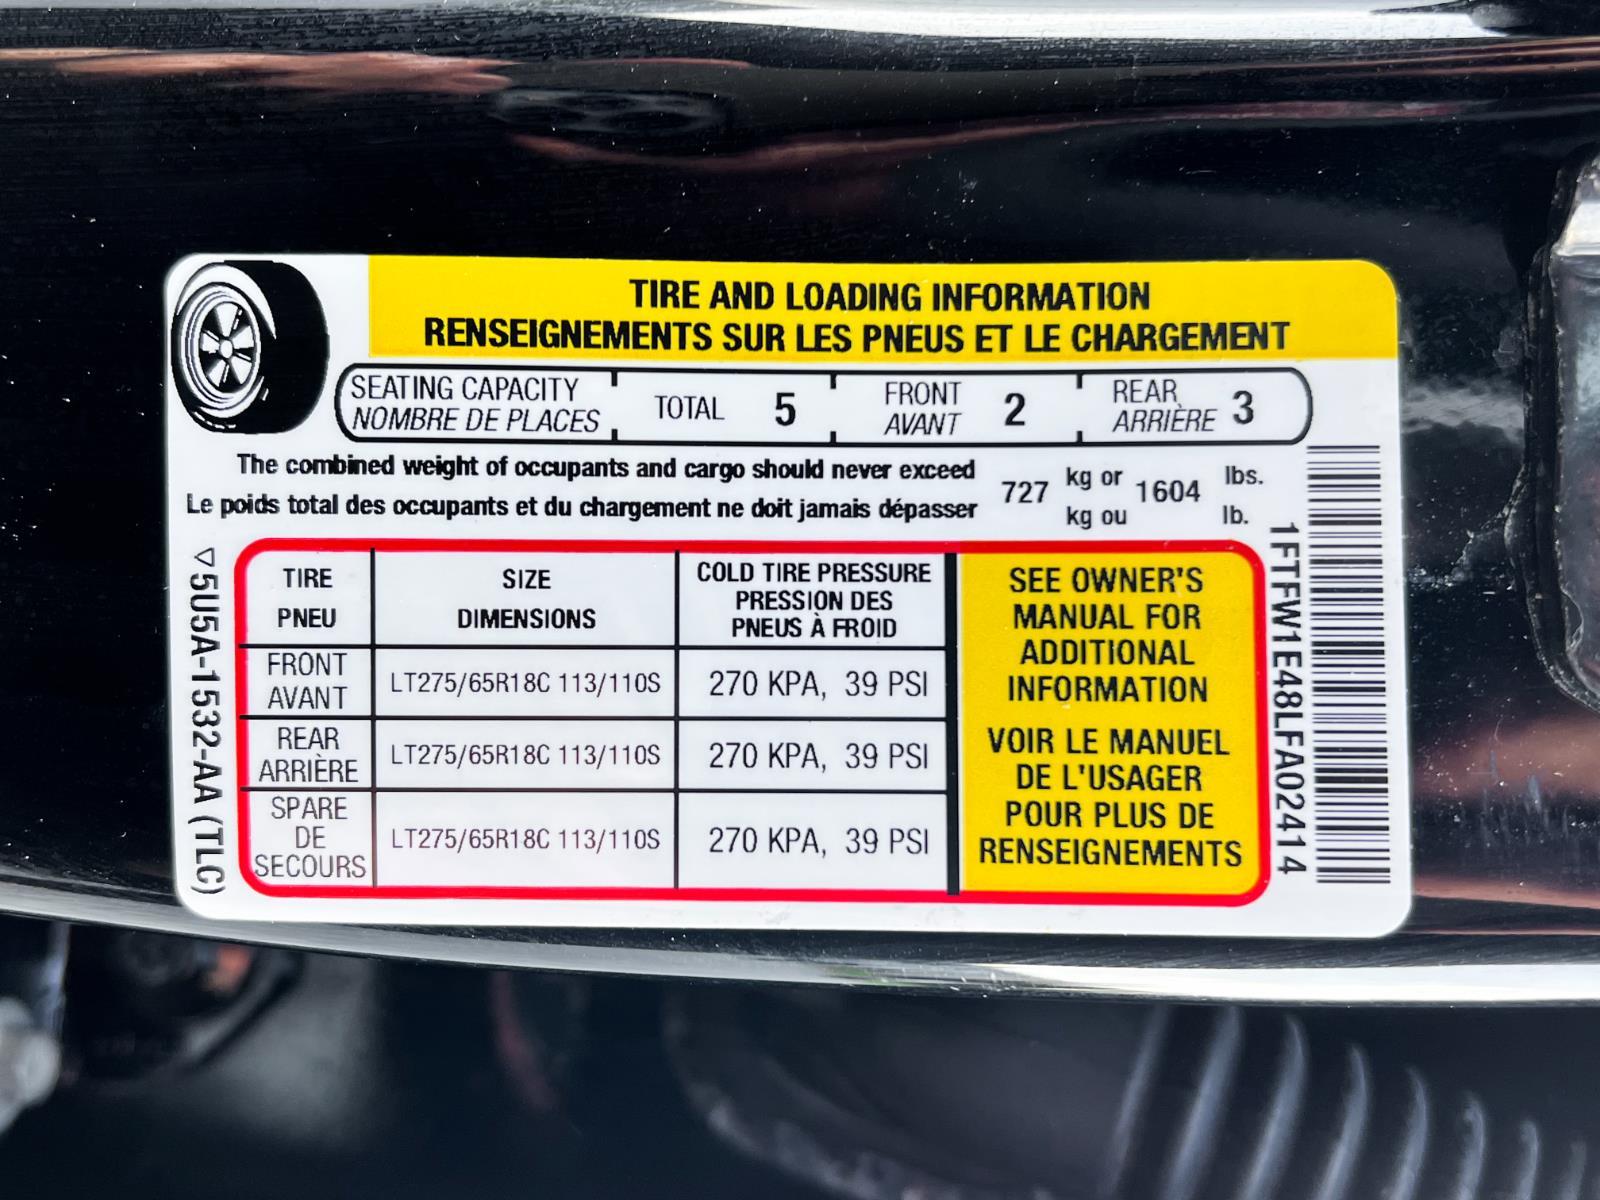 TIRE AND LOADING INFORMATION
RENSEIGNEMENTS SUR LES PNEUS ET LE CHARGEMENT
SEATING CAPACITY
NOMBRE DE PLACES
TOTAL 5
FRONT
AVANT
2
REAR
ARRIÈRE
3
The combined weight of occupants and cargo should never exceed
Le poids total des occupants et du chargement ne doit jamais dépasser
727
kg or
kg ou
1604
lbs.
lb.
TIRE
PNEU
SIZE
DIMENSIONS
COLD TIRE PRESSURE
PRESSION DES
PNEUS À FROID
FRONT
AVANT
LT275/65R18C 113/110S
270 KPA, 39 PSI
REAR
ARRIÈRE
LT275/65R18C 113/110S
270 KPA, 39 PSI
SPARE
DE
SECOURS
LT275/65R18C 113/110S
270 KPA, 39 PSI
SEE OWNER'S
MANUAL FOR
ADDITIONAL
INFORMATION
VOIR LE MANUEL
DE L'USAGER
POUR PLUS DE
RENSEIGNEMENTS
5U5A-1532-AA (TLC)
1FTFW1E48LFA02414